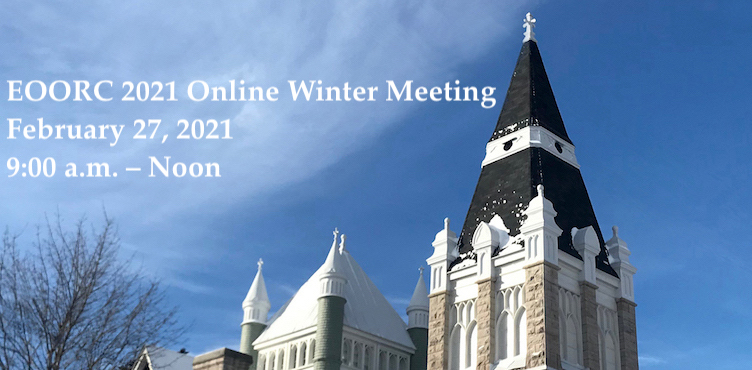 EOORC 2021 Online Winter Meeting
February 27, 2021
9:00 a.m. – Noon